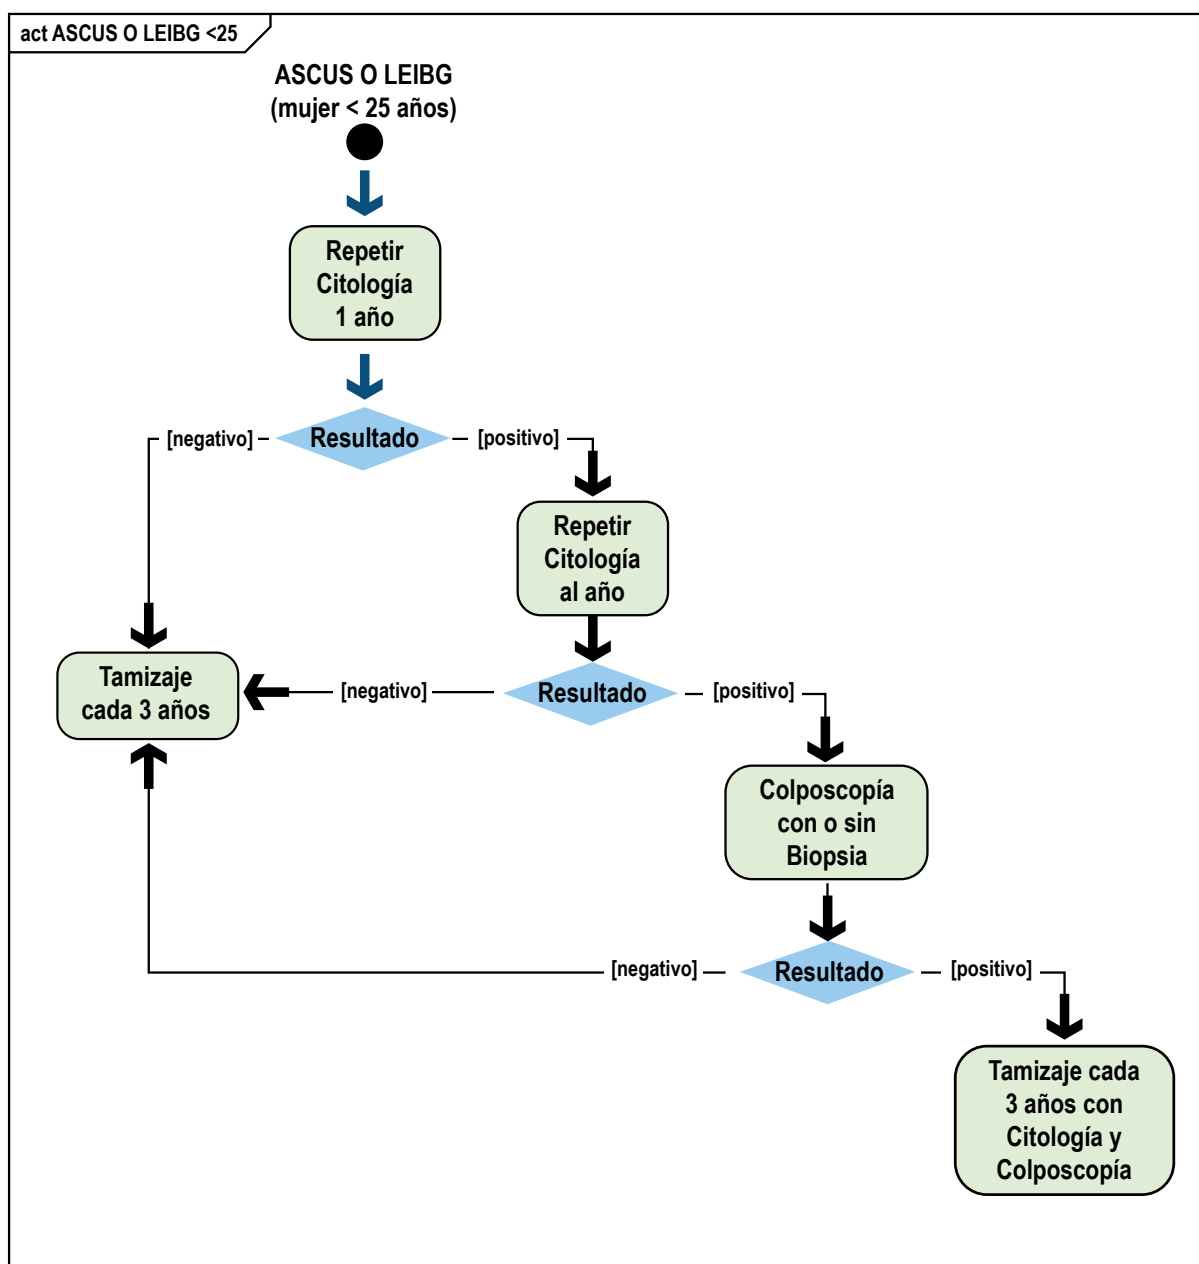 act ASCUS O LEIBG <25
ASCUS O LEIBG
(mujer < 25 años)
Repetir
Citología
1 año
[negativo]
Resultado
[positivo]
Repetir
Citología
al año
Tamizaje
cada 3 años
[negativo]
Resultado
[positivo]
Colposcopía
con o sin
Biopsia
[negativo]
Resultado
[positivo]
Tamizaje cada
3 años con
Citología y
Colposcopía